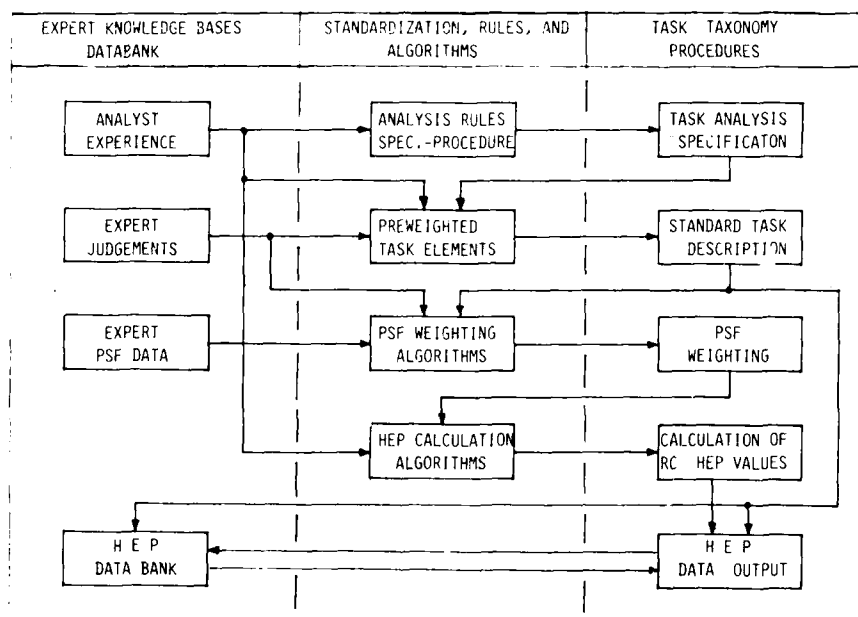 EXPERT KNOWLEDGE BASES
DATABANK
STANDARDIZATION, RULES, AND
ALGORITHMS
TASK TAXONOMY
PROCEDURES
ANALYST
EXPERIENCE
ANALYSIS RULES
SPEC.-PROCEDURE
TASK ANALYSIS
SPECIFICATON
EXPERT
JUDGEMENTS
PREWEIGHTED
TASK ELEMENTS
STANDARD TASK
DESCRIPTION
EXPERT
PSF DATA
PSF WEIGHTING
ALGORITHMS
PSF
WEIGHTING
HEP CALCULATION
ALGORITHMS
CALCULATION OF
RC HEP VALUES
H E P
DATA BANK
H E P
DATA OUTPUT